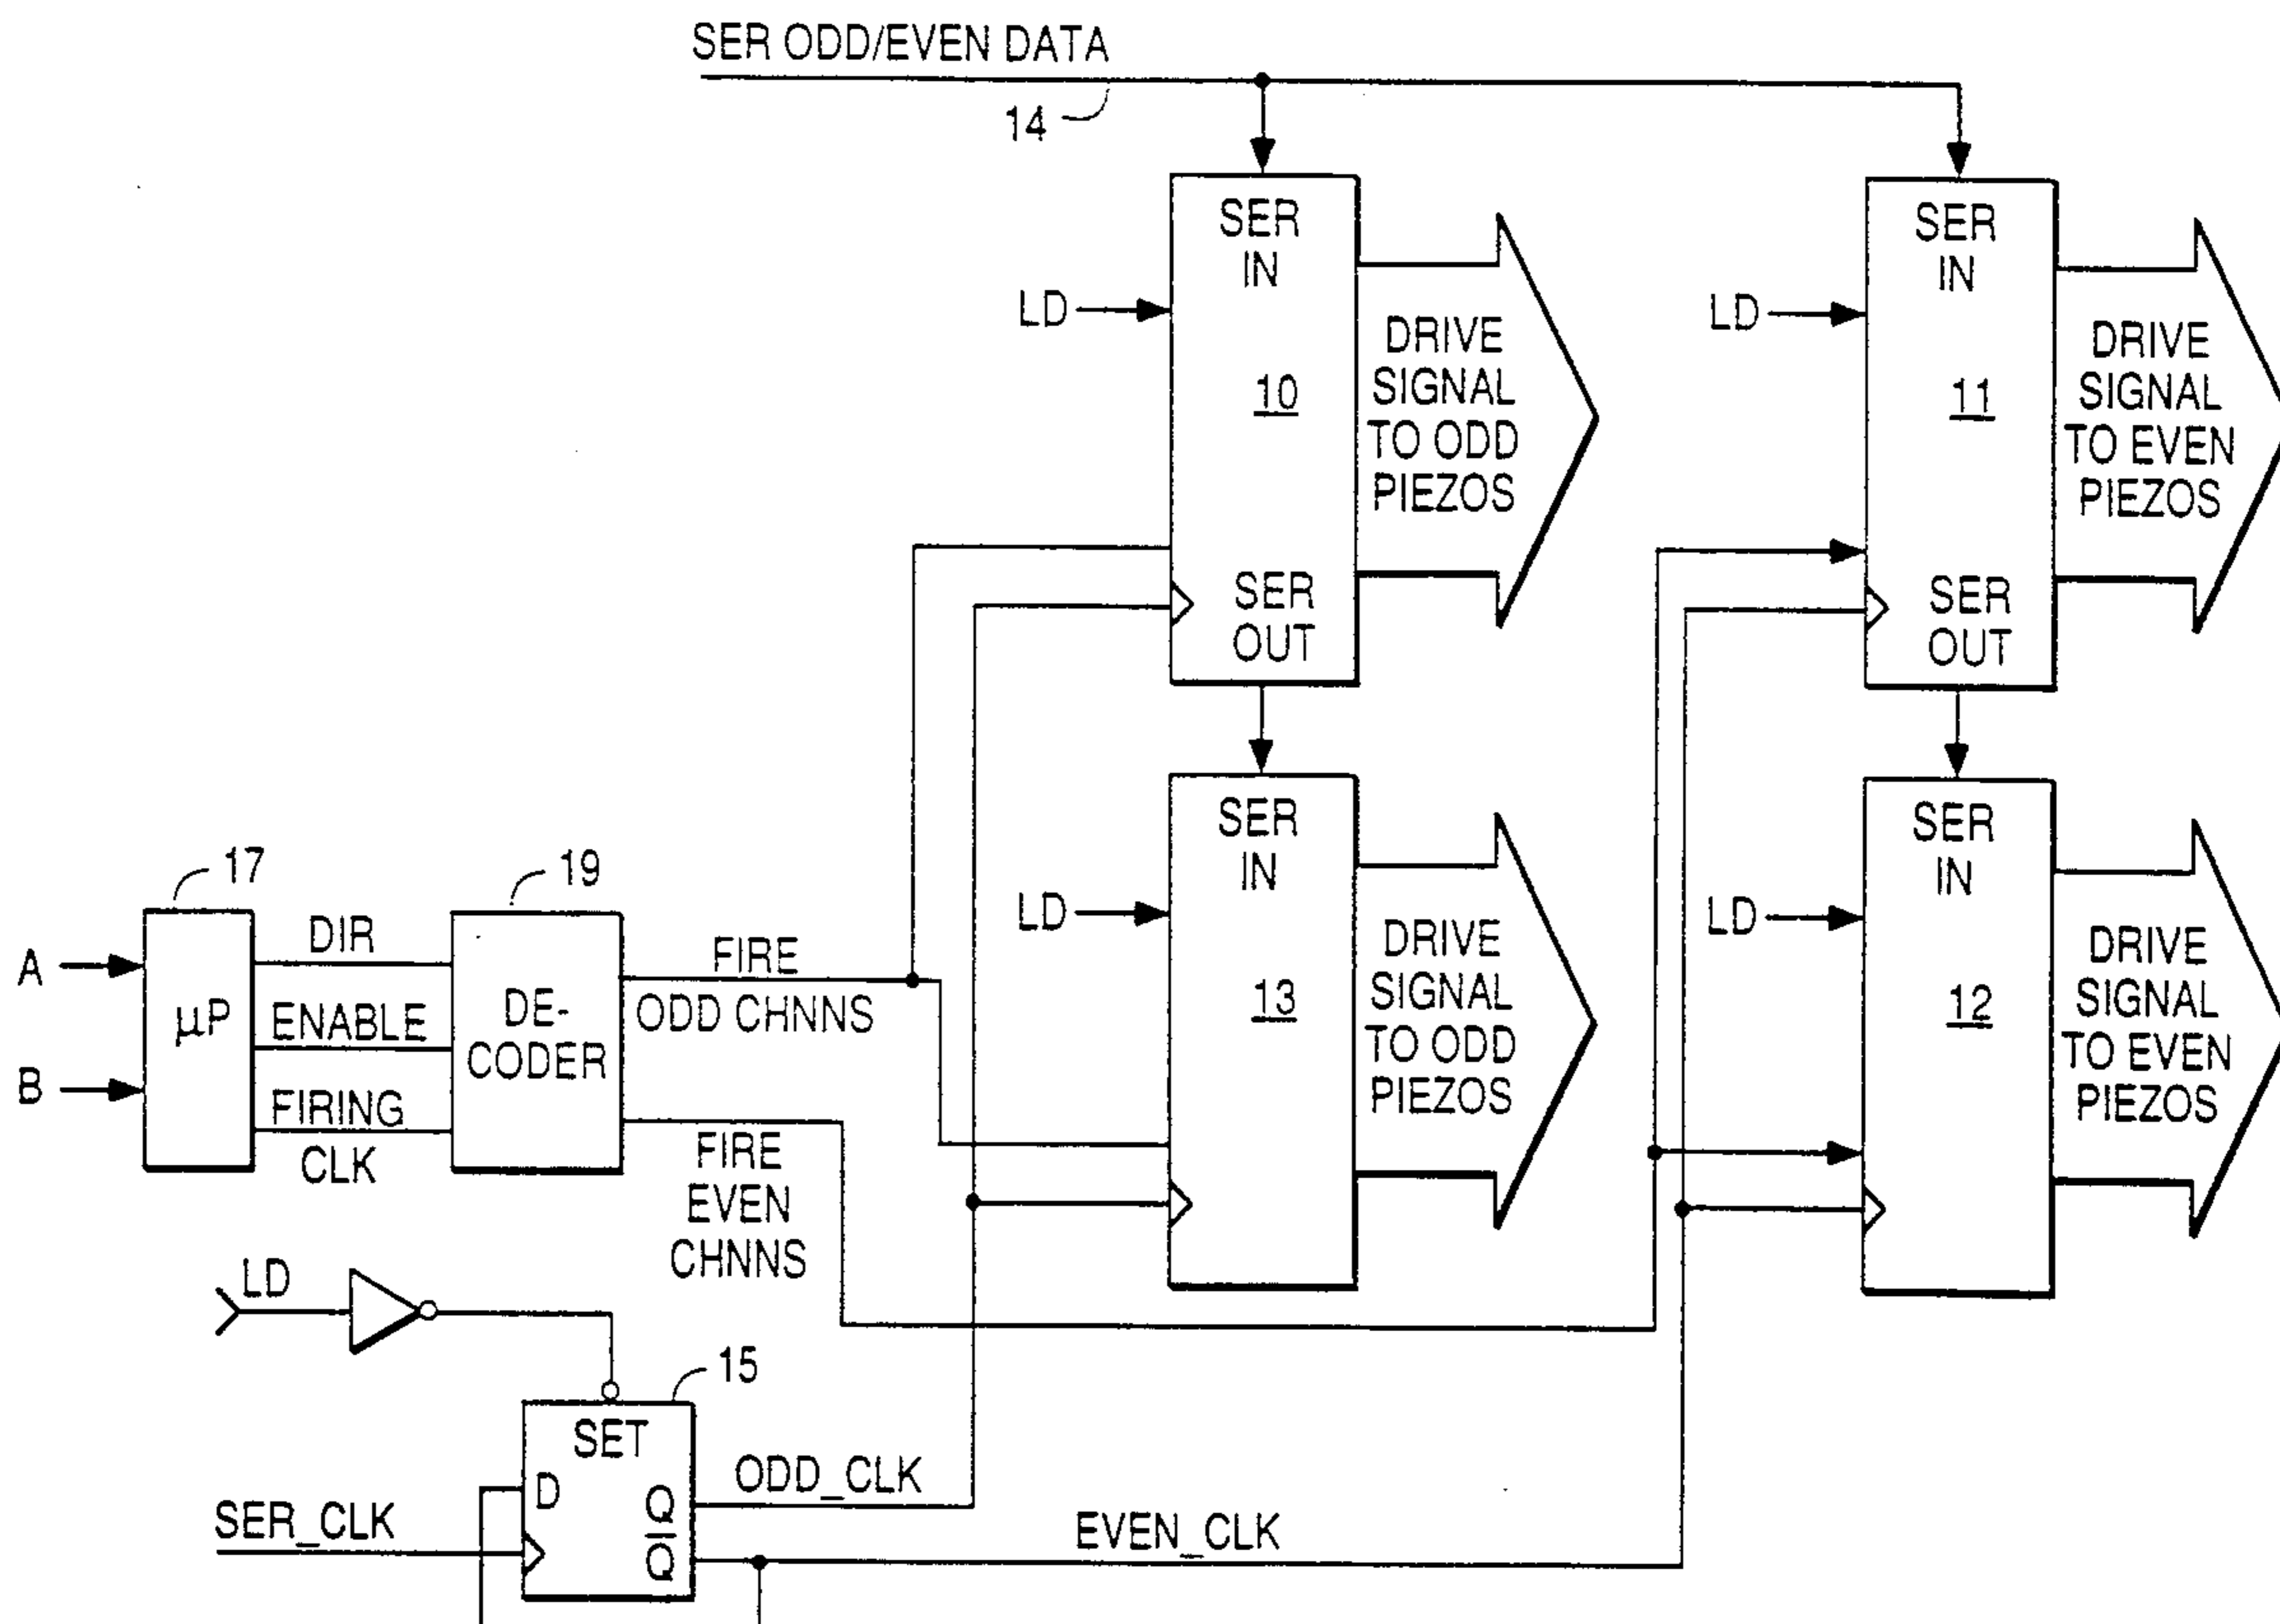 SER ODD/EVEN DATA
14
SER
IN
LD
10
DRIVE
SIGNAL
TO ODD
PIEZOS
SER
OUT
SER
IN
LD
11
DRIVE
SIGNAL
TO EVEN
PIEZOS
SER
OUT
17
19
A
B
µP
DIR
ENABLE
FIRING
CLK
DE-
CODER
FIRE
ODD CHNNS
FIRE
EVEN
CHNNS
SER
IN
LD
13
DRIVE
SIGNAL
TO ODD
PIEZOS
SER
IN
LD
12
DRIVE
SIGNAL
TO EVEN
PIEZOS
LD
15
SET
D
Q
Q̅
SER_CLK
ODD_CLK
EVEN_CLK